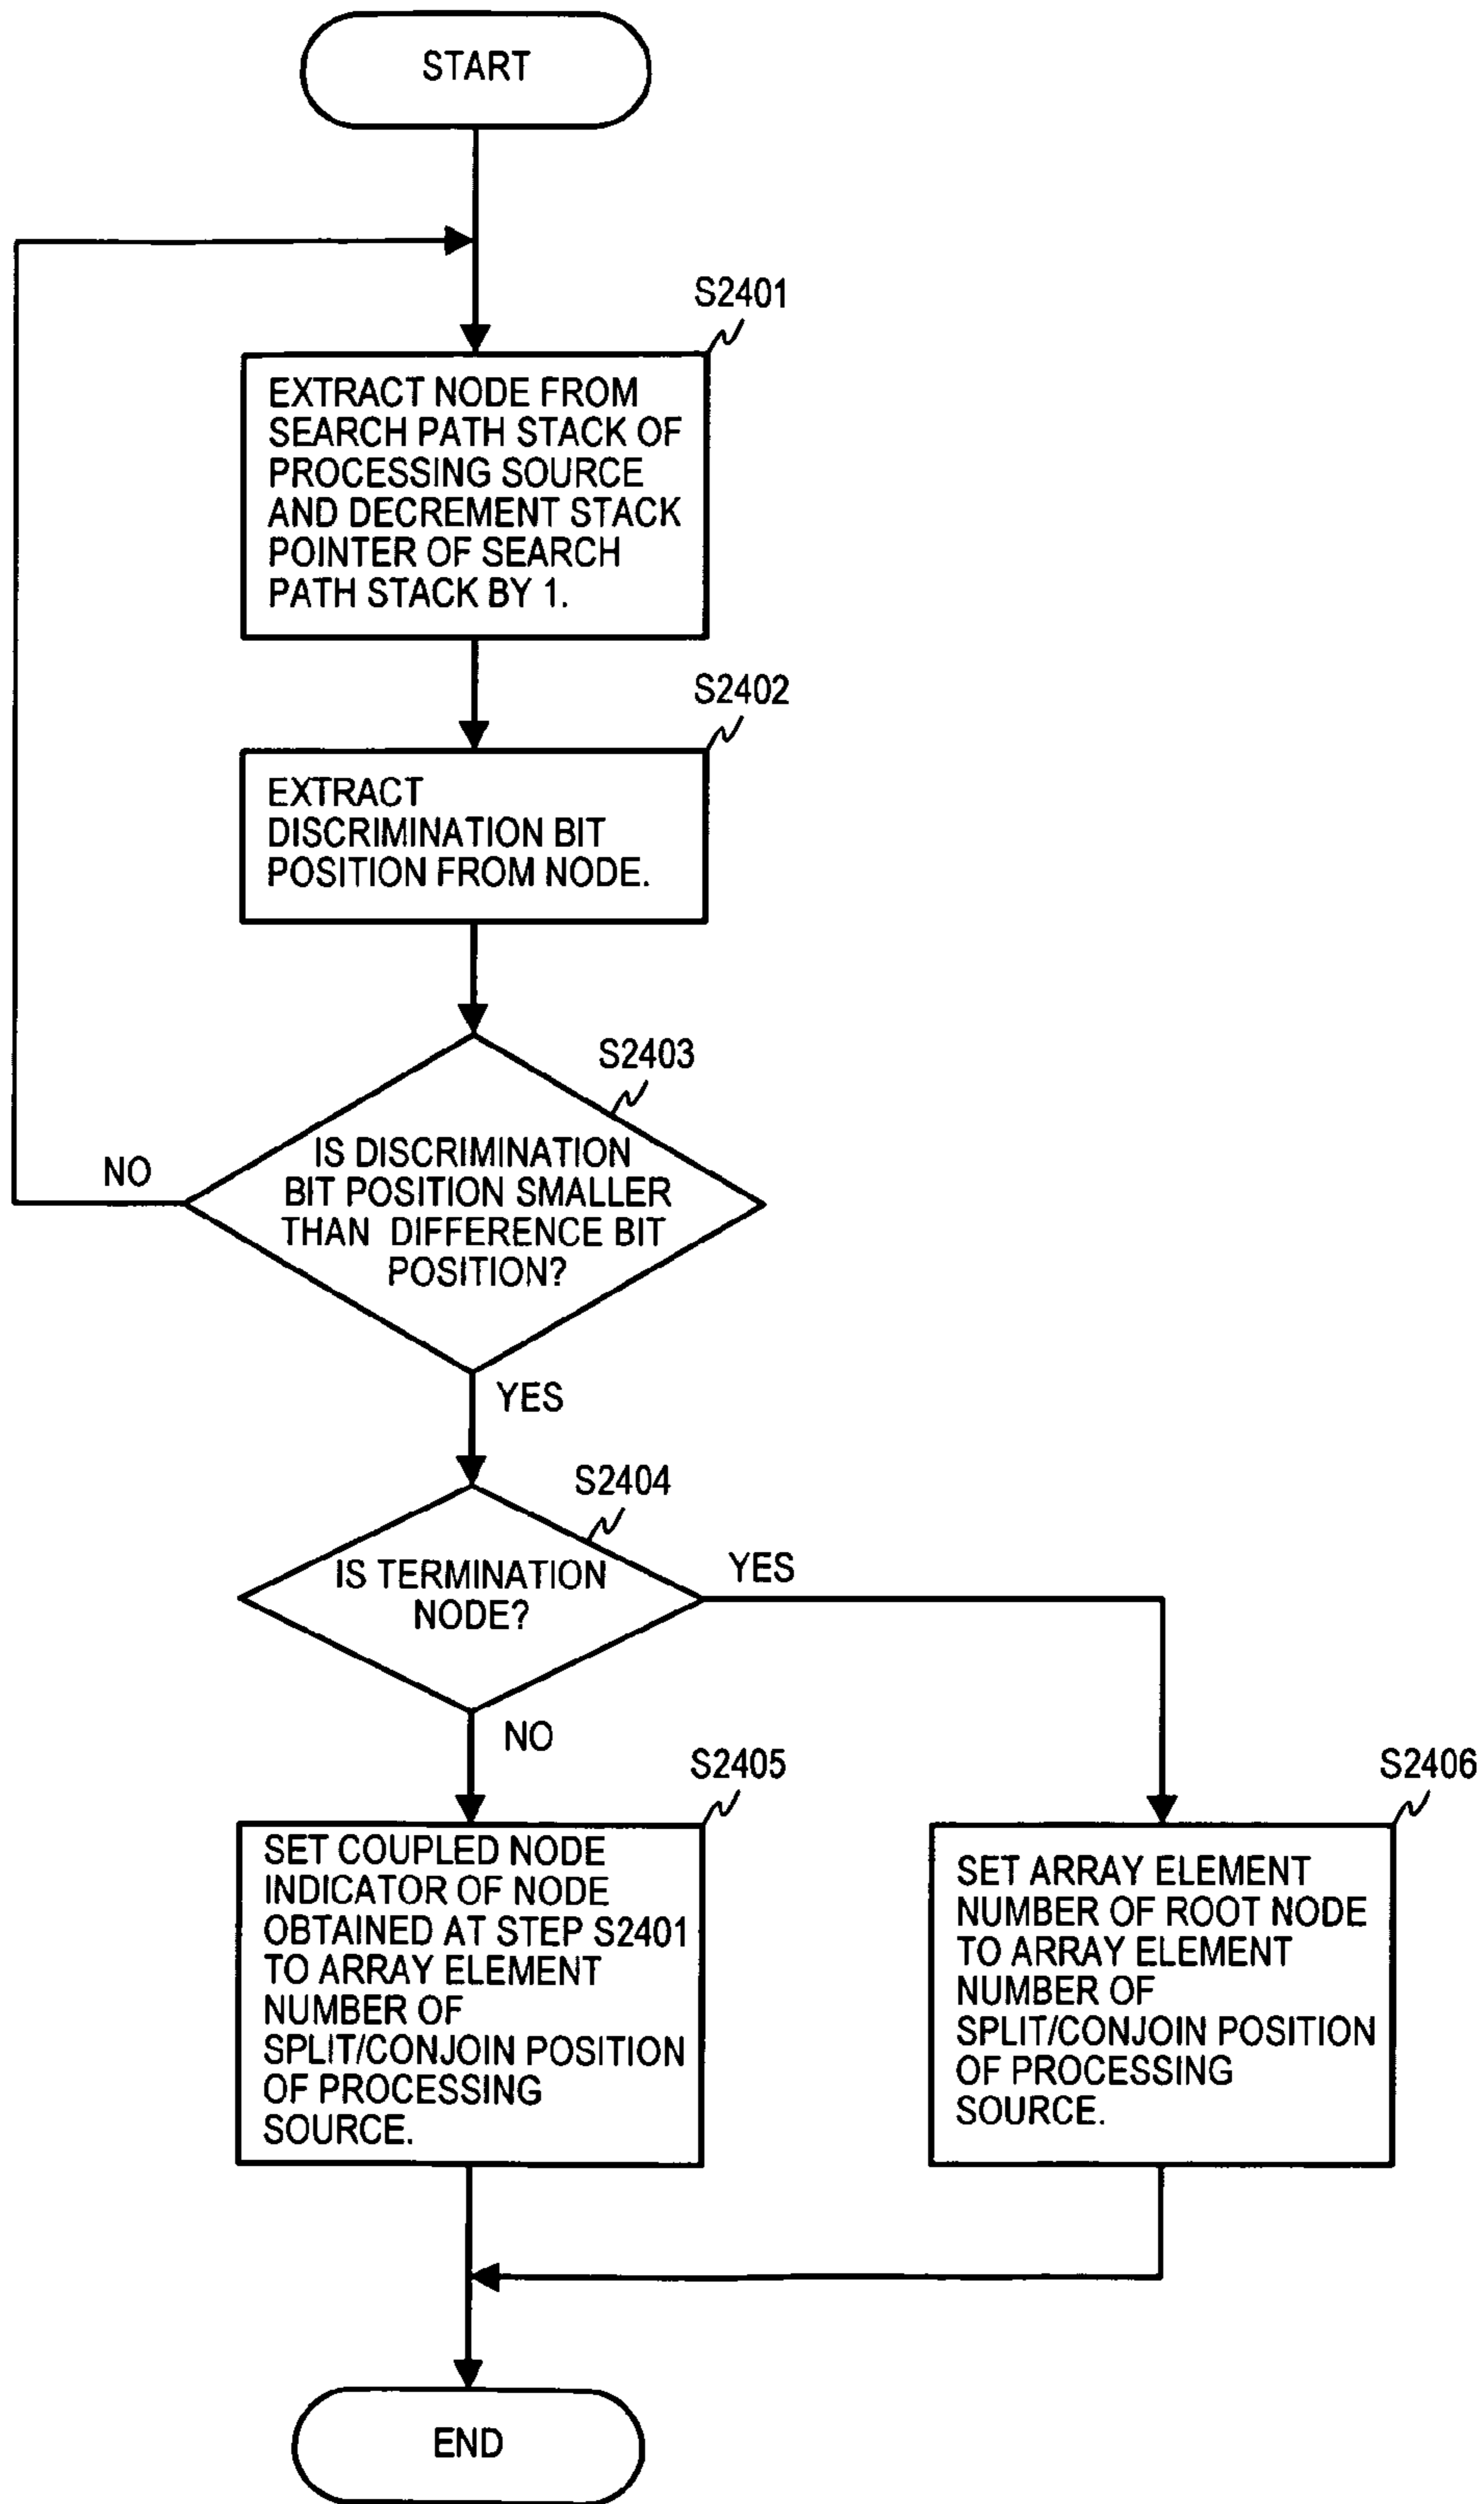 START
S2401
EXTRACT NODE FROM
SEARCH PATH STACK OF
PROCESSING SOURCE
AND DECREMENT STACK
POINTER OF SEARCH
PATH STACK BY 1.
S2402
EXTRACT
DISCRIMINATION BIT
POSITION FROM NODE.
S2403
IS DISCRIMINATION
BIT POSITION SMALLER
THAN DIFFERENCE BIT
POSITION?
NO
YES
S2404
IS TERMINATION
NODE?
YES
NO
S2405
SET COUPLED NODE
INDICATOR OF NODE
OBTAINED AT STEP S2401
TO ARRAY ELEMENT
NUMBER OF
SPLIT/CONJOIN POSITION
OF PROCESSING
SOURCE.
S2406
SET ARRAY ELEMENT
NUMBER OF ROOT NODE
TO ARRAY ELEMENT
NUMBER OF
SPLIT/CONJOIN POSITION
OF PROCESSING
SOURCE.
END